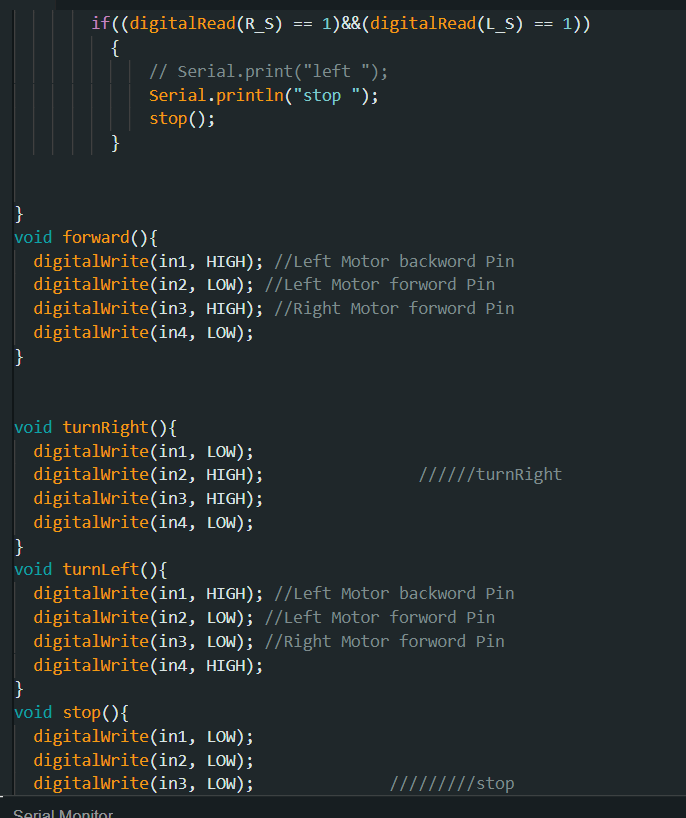 if((digitalRead(R_S) == 1)&&(digitalRead(L_S) == 1))
{
// Serial.print("left ");
Serial.println("stop ");
stop();
}
}
void forward(){
digitalWrite(in1, HIGH); //Left Motor backword Pin
digitalWrite(in2, LOW); //Left Motor forword Pin
digitalWrite(in3, HIGH); //Right Motor forword Pin
digitalWrite(in4, LOW);
}
void turnRight(){
digitalWrite(in1, LOW);
digitalWrite(in2, HIGH); //////turnRight
digitalWrite(in3, HIGH);
digitalWrite(in4, LOW);
}
void turnLeft(){
digitalWrite(in1, HIGH); //Left Motor backword Pin
digitalWrite(in2, LOW); //Left Motor forword Pin
digitalWrite(in3, LOW); //Right Motor forword Pin
digitalWrite(in4, HIGH);
}
void stop(){
digitalWrite(in1, LOW);
digitalWrite(in2, LOW);
digitalWrite(in3, LOW); /////////stop
Serial Monitor